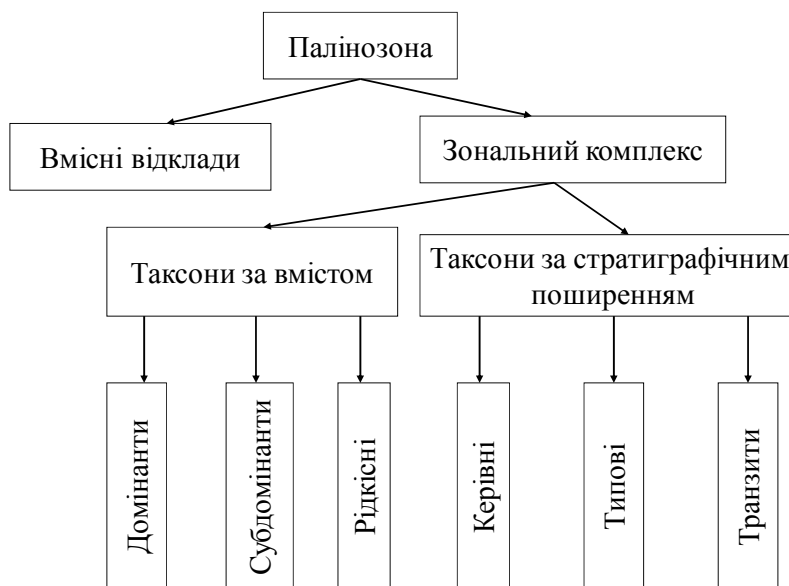 Палінозона
Вмісні відклади
Зональний комплекс
Таксони за вмістом
Таксони за стратиграфічним
поширенням
Домінанти
Субдомінанти
Рідкісні
Керівні
Типові
Транзити